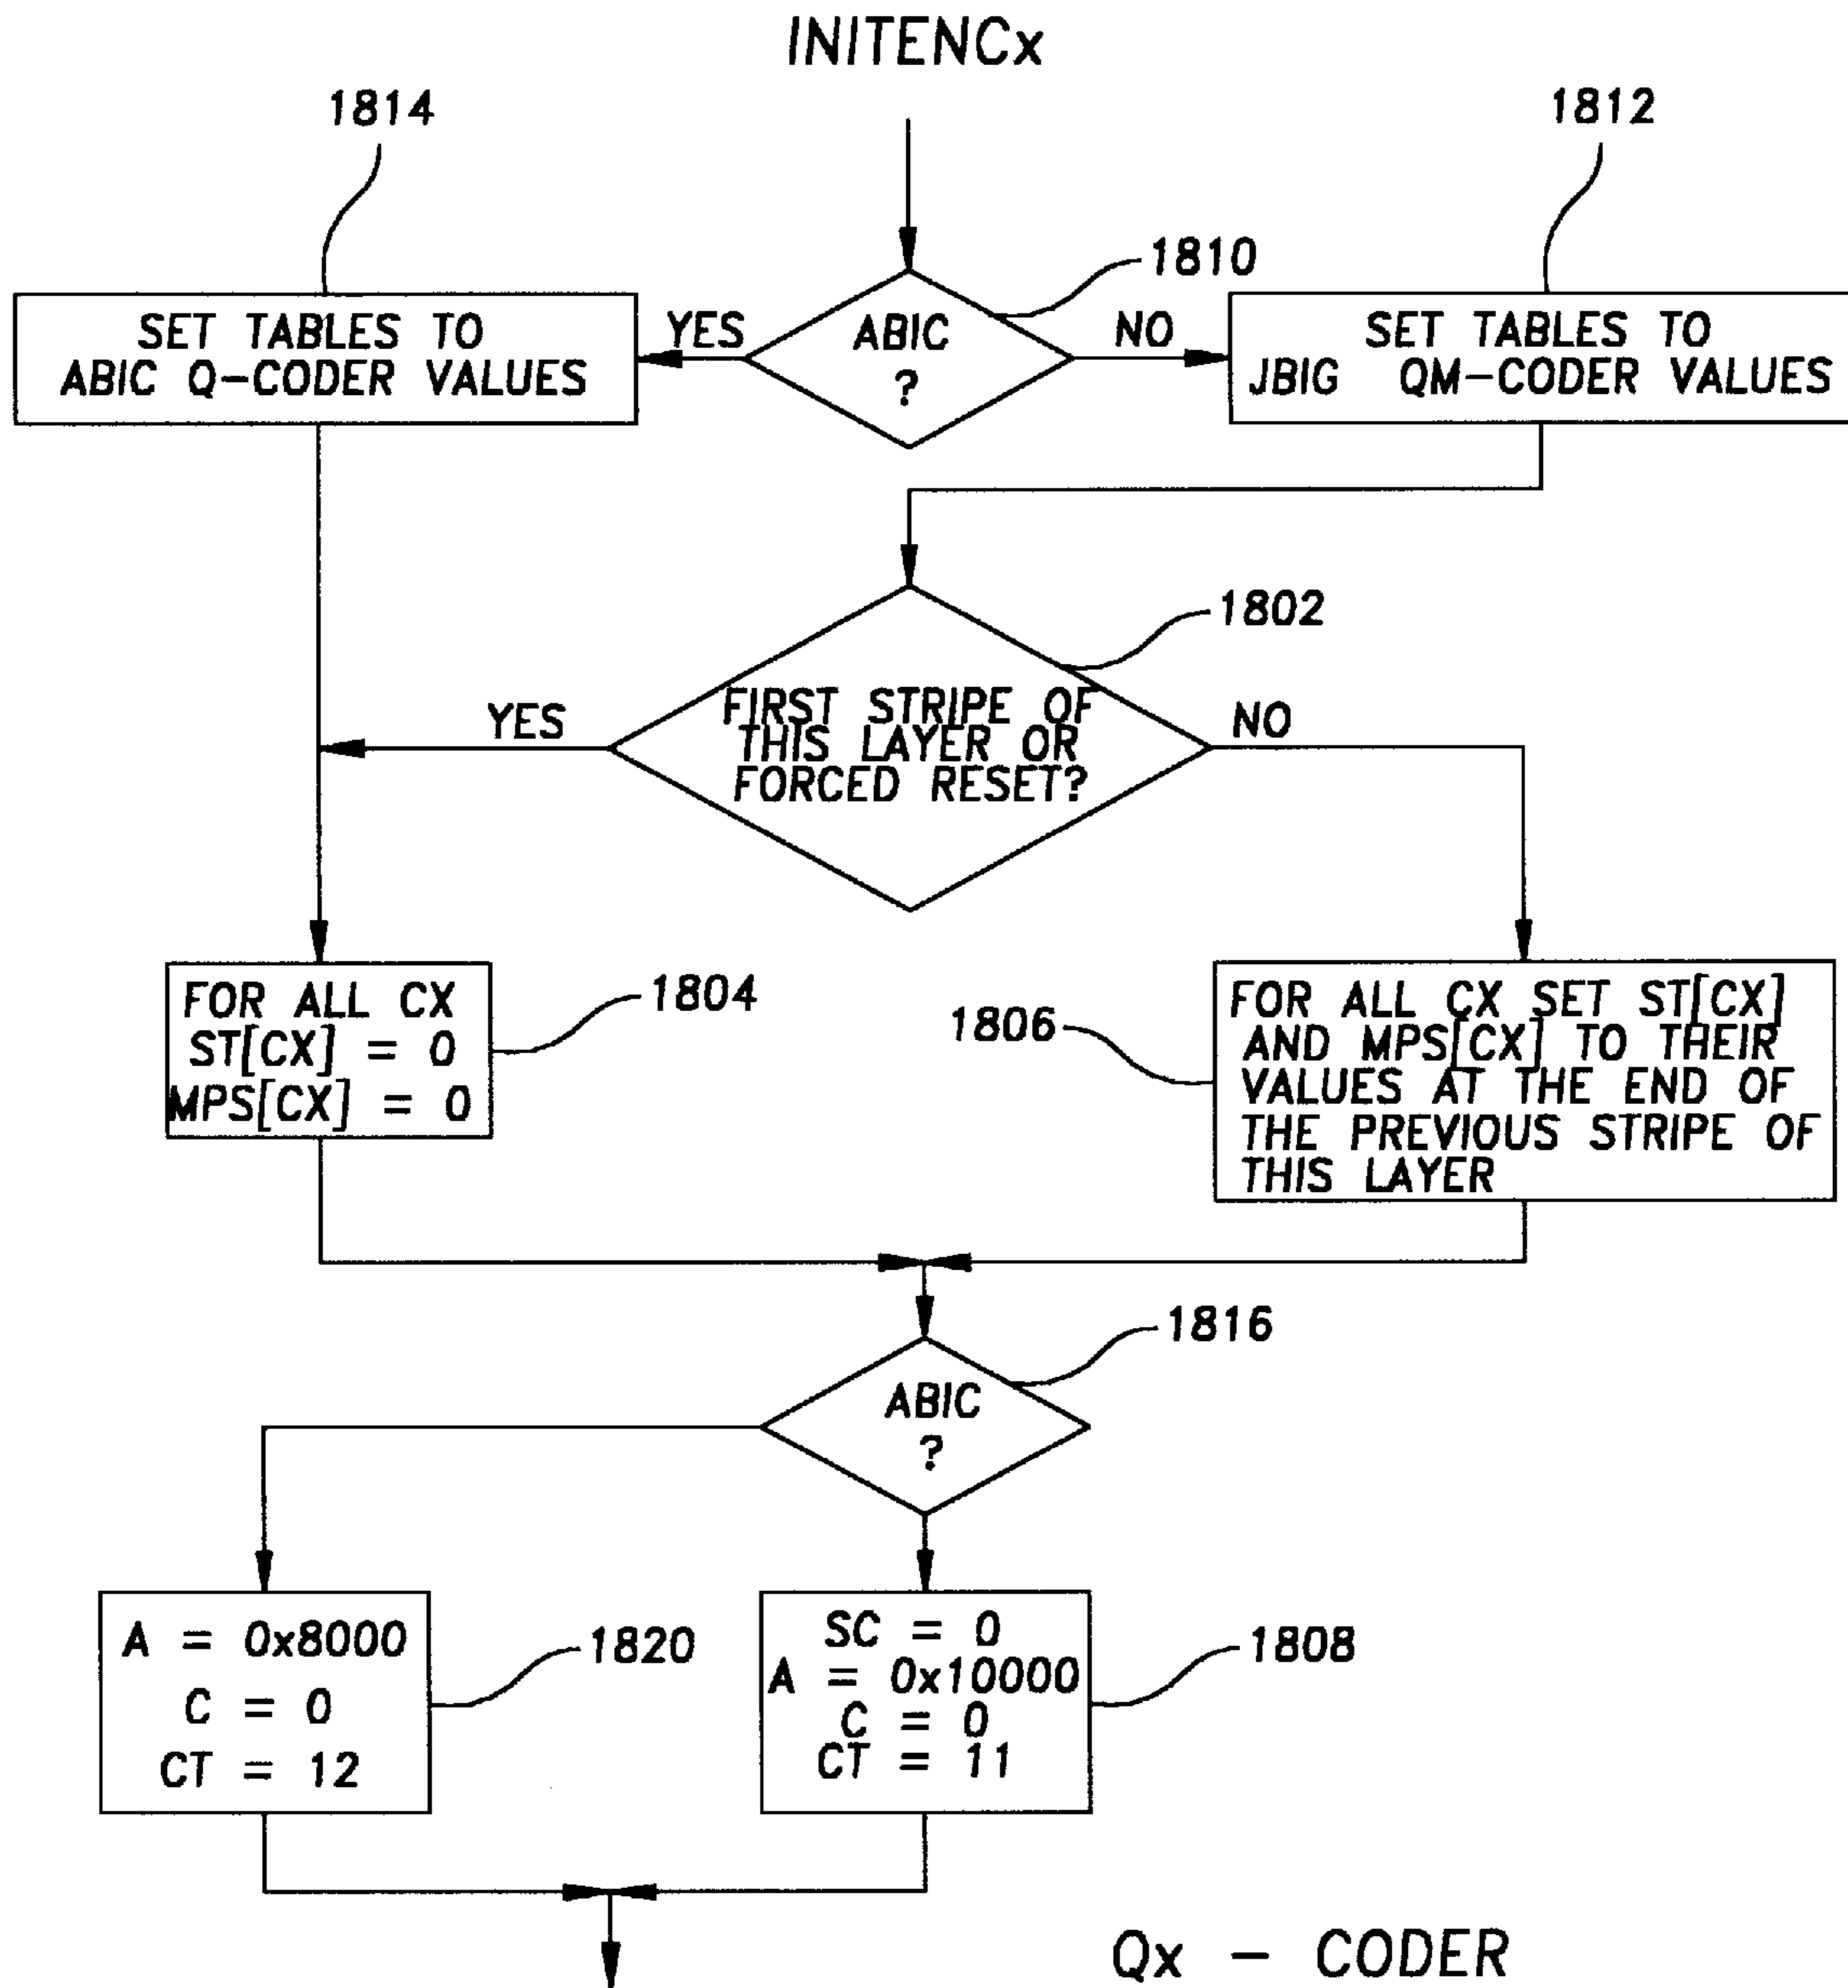 INITENCx
1814
1812
1810
SET TABLES TO
ABIC Q-CODER VALUES
YES
ABIC
?
NO
SET TABLES TO
JBIG QM-CODER VALUES
1802
YES
FIRST STRIPE OF
THIS LAYER OR
FORCED RESET?
NO
FOR ALL CX
ST[CX] = 0
MPS[CX] = 0
1804
1806
FOR ALL CX SET ST[CX]
AND MPS[CX] TO THEIR
VALUES AT THE END OF
THE PREVIOUS STRIPE OF
THIS LAYER
1816
ABIC
?
A = 0x8000
C = 0
CT = 12
1820
SC = 0
A = 0x10000
C = 0
CT = 11
1808
Qx - CODER